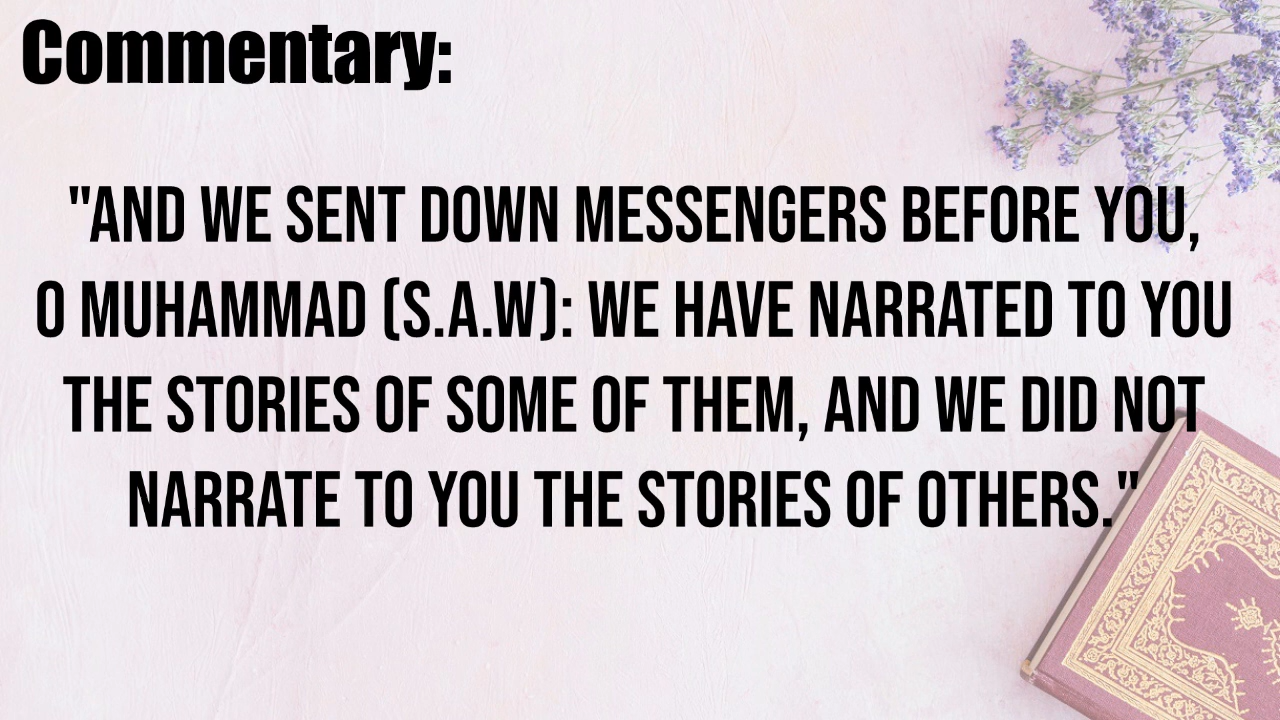 Commentary:
"AND WE SENT DOWN MESSENGERS BEFORE YOU,
O MUHAMMAD (S.A.W): WE HAVE NARRATED TO YOU
THE STORIES OF SOME OF THEM, AND WE DID NOT
NARRATE TO YOU THE STORIES OF OTHERS."